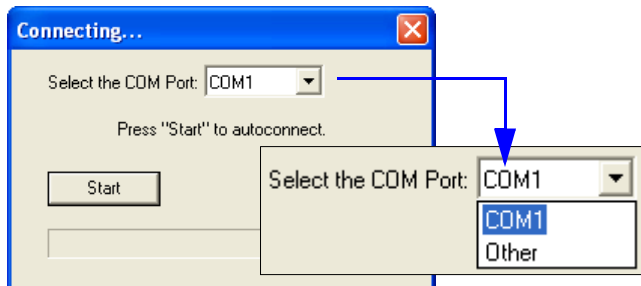 Connecting...
Select the COM Port: COM1
Press "Start" to autoconnect.
Start
Select the COM Port: COM1
COM1
Other